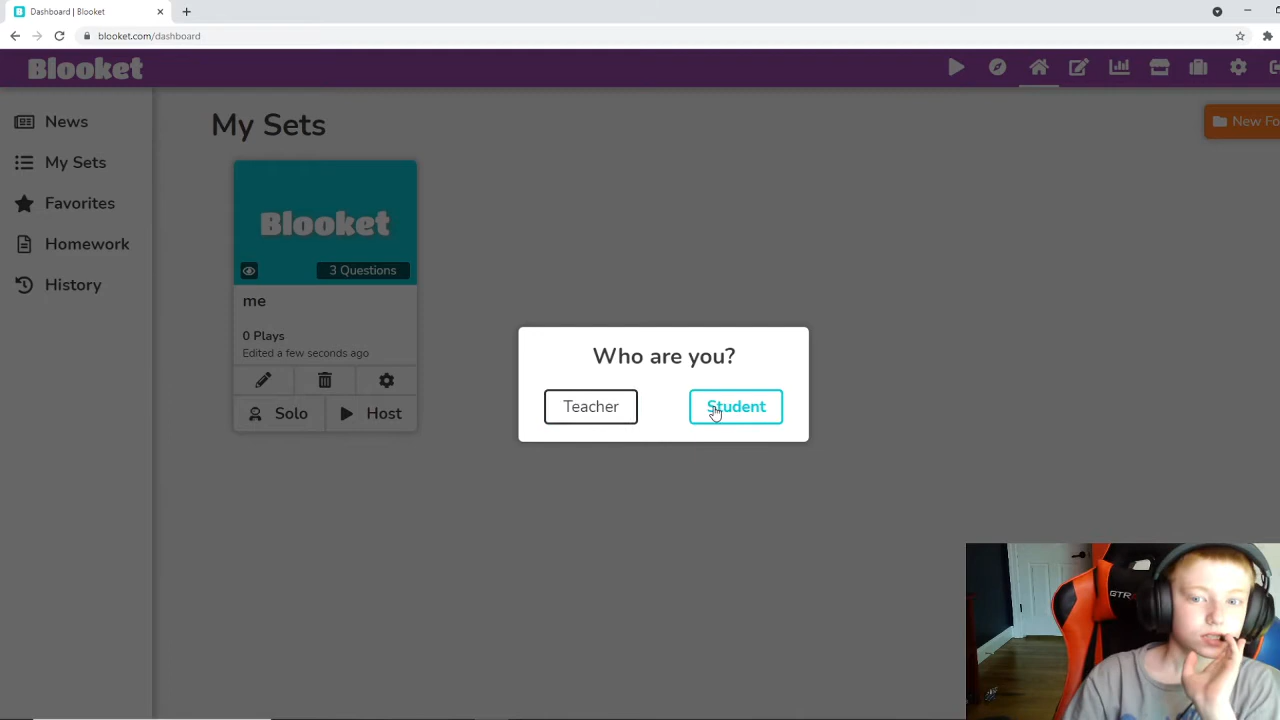 Dashboard | Blooket
blooket.com/dashboard
Blooket
News
My Sets
Favorites
Homework
History
My Sets
New Fo
Blooket
3 Questions
me
0 Plays
Edited a few seconds ago
Solo
Host
Who are you?
Teacher
Student
GTR